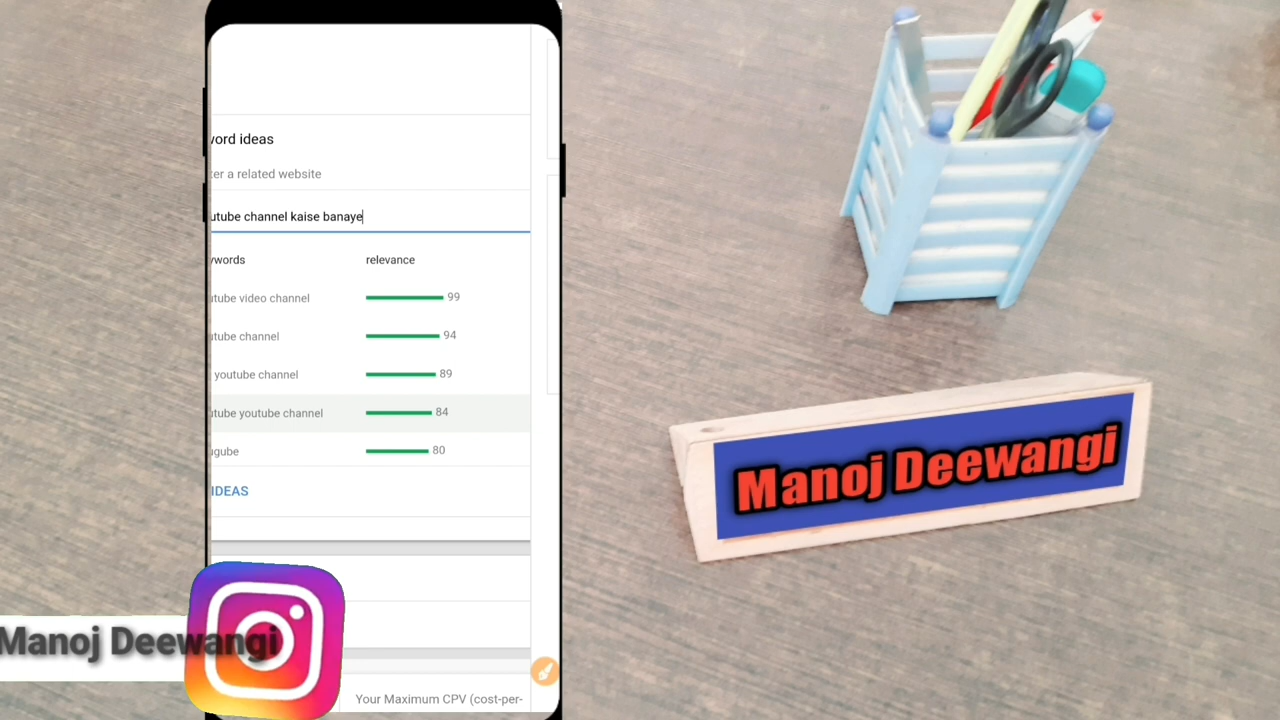 word ideas
ter a related website
utube channel kaise banaye
ywords relevance
utube video channel 99
utube channel 94
youtube channel 89
utube youtube channel 84
ugube 80
IDEAS
Your Maximum CPV (cost-per-
Manoj Deewangi
Manoj Deewangi